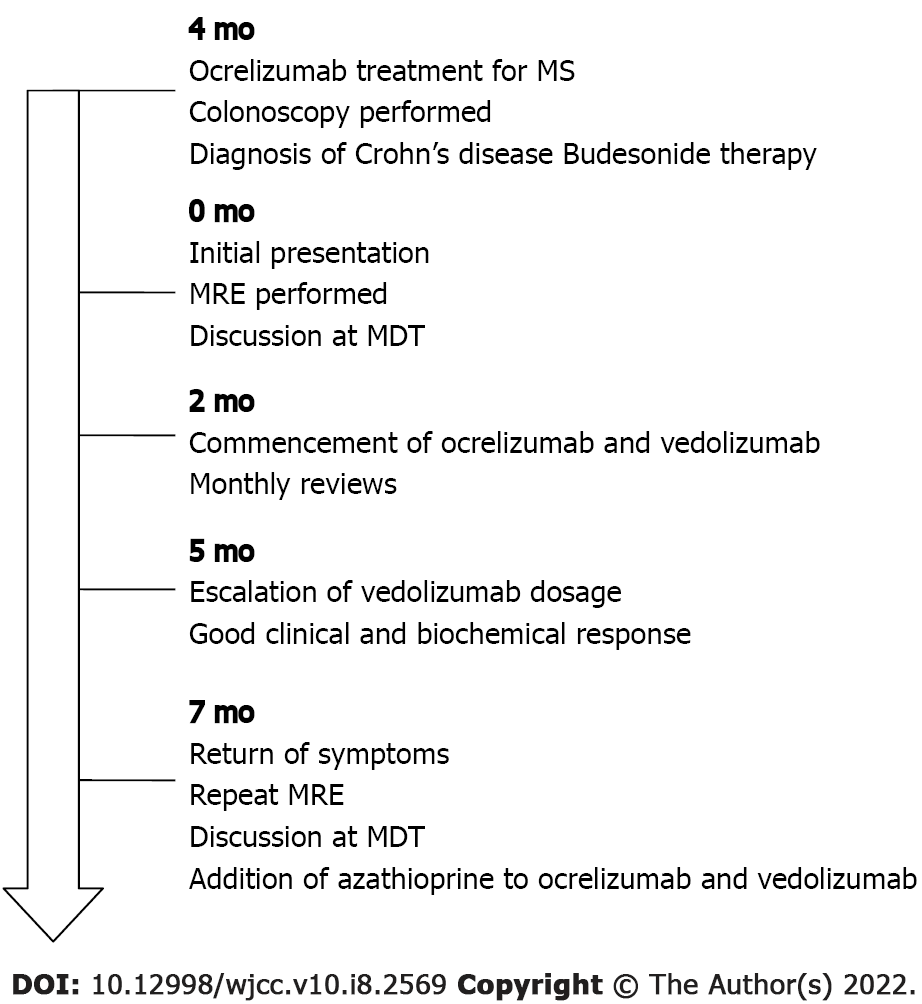 4 mo
Ocrelizumab treatment for MS
Colonoscopy performed
Diagnosis of Crohn’s disease Budesonide therapy
0 mo
Initial presentation
MRE performed
Discussion at MDT
2 mo
Commencement of ocrelizumab and vedolizumab
Monthly reviews
5 mo
Escalation of vedolizumab dosage
Good clinical and biochemical response
7 mo
Return of symptoms
Repeat MRE
Discussion at MDT
Addition of azathioprine to ocrelizumab and vedolizumab
DOI: 10.12998/wjcc.v10.i8.2569 Copyright © The Author(s) 2022.